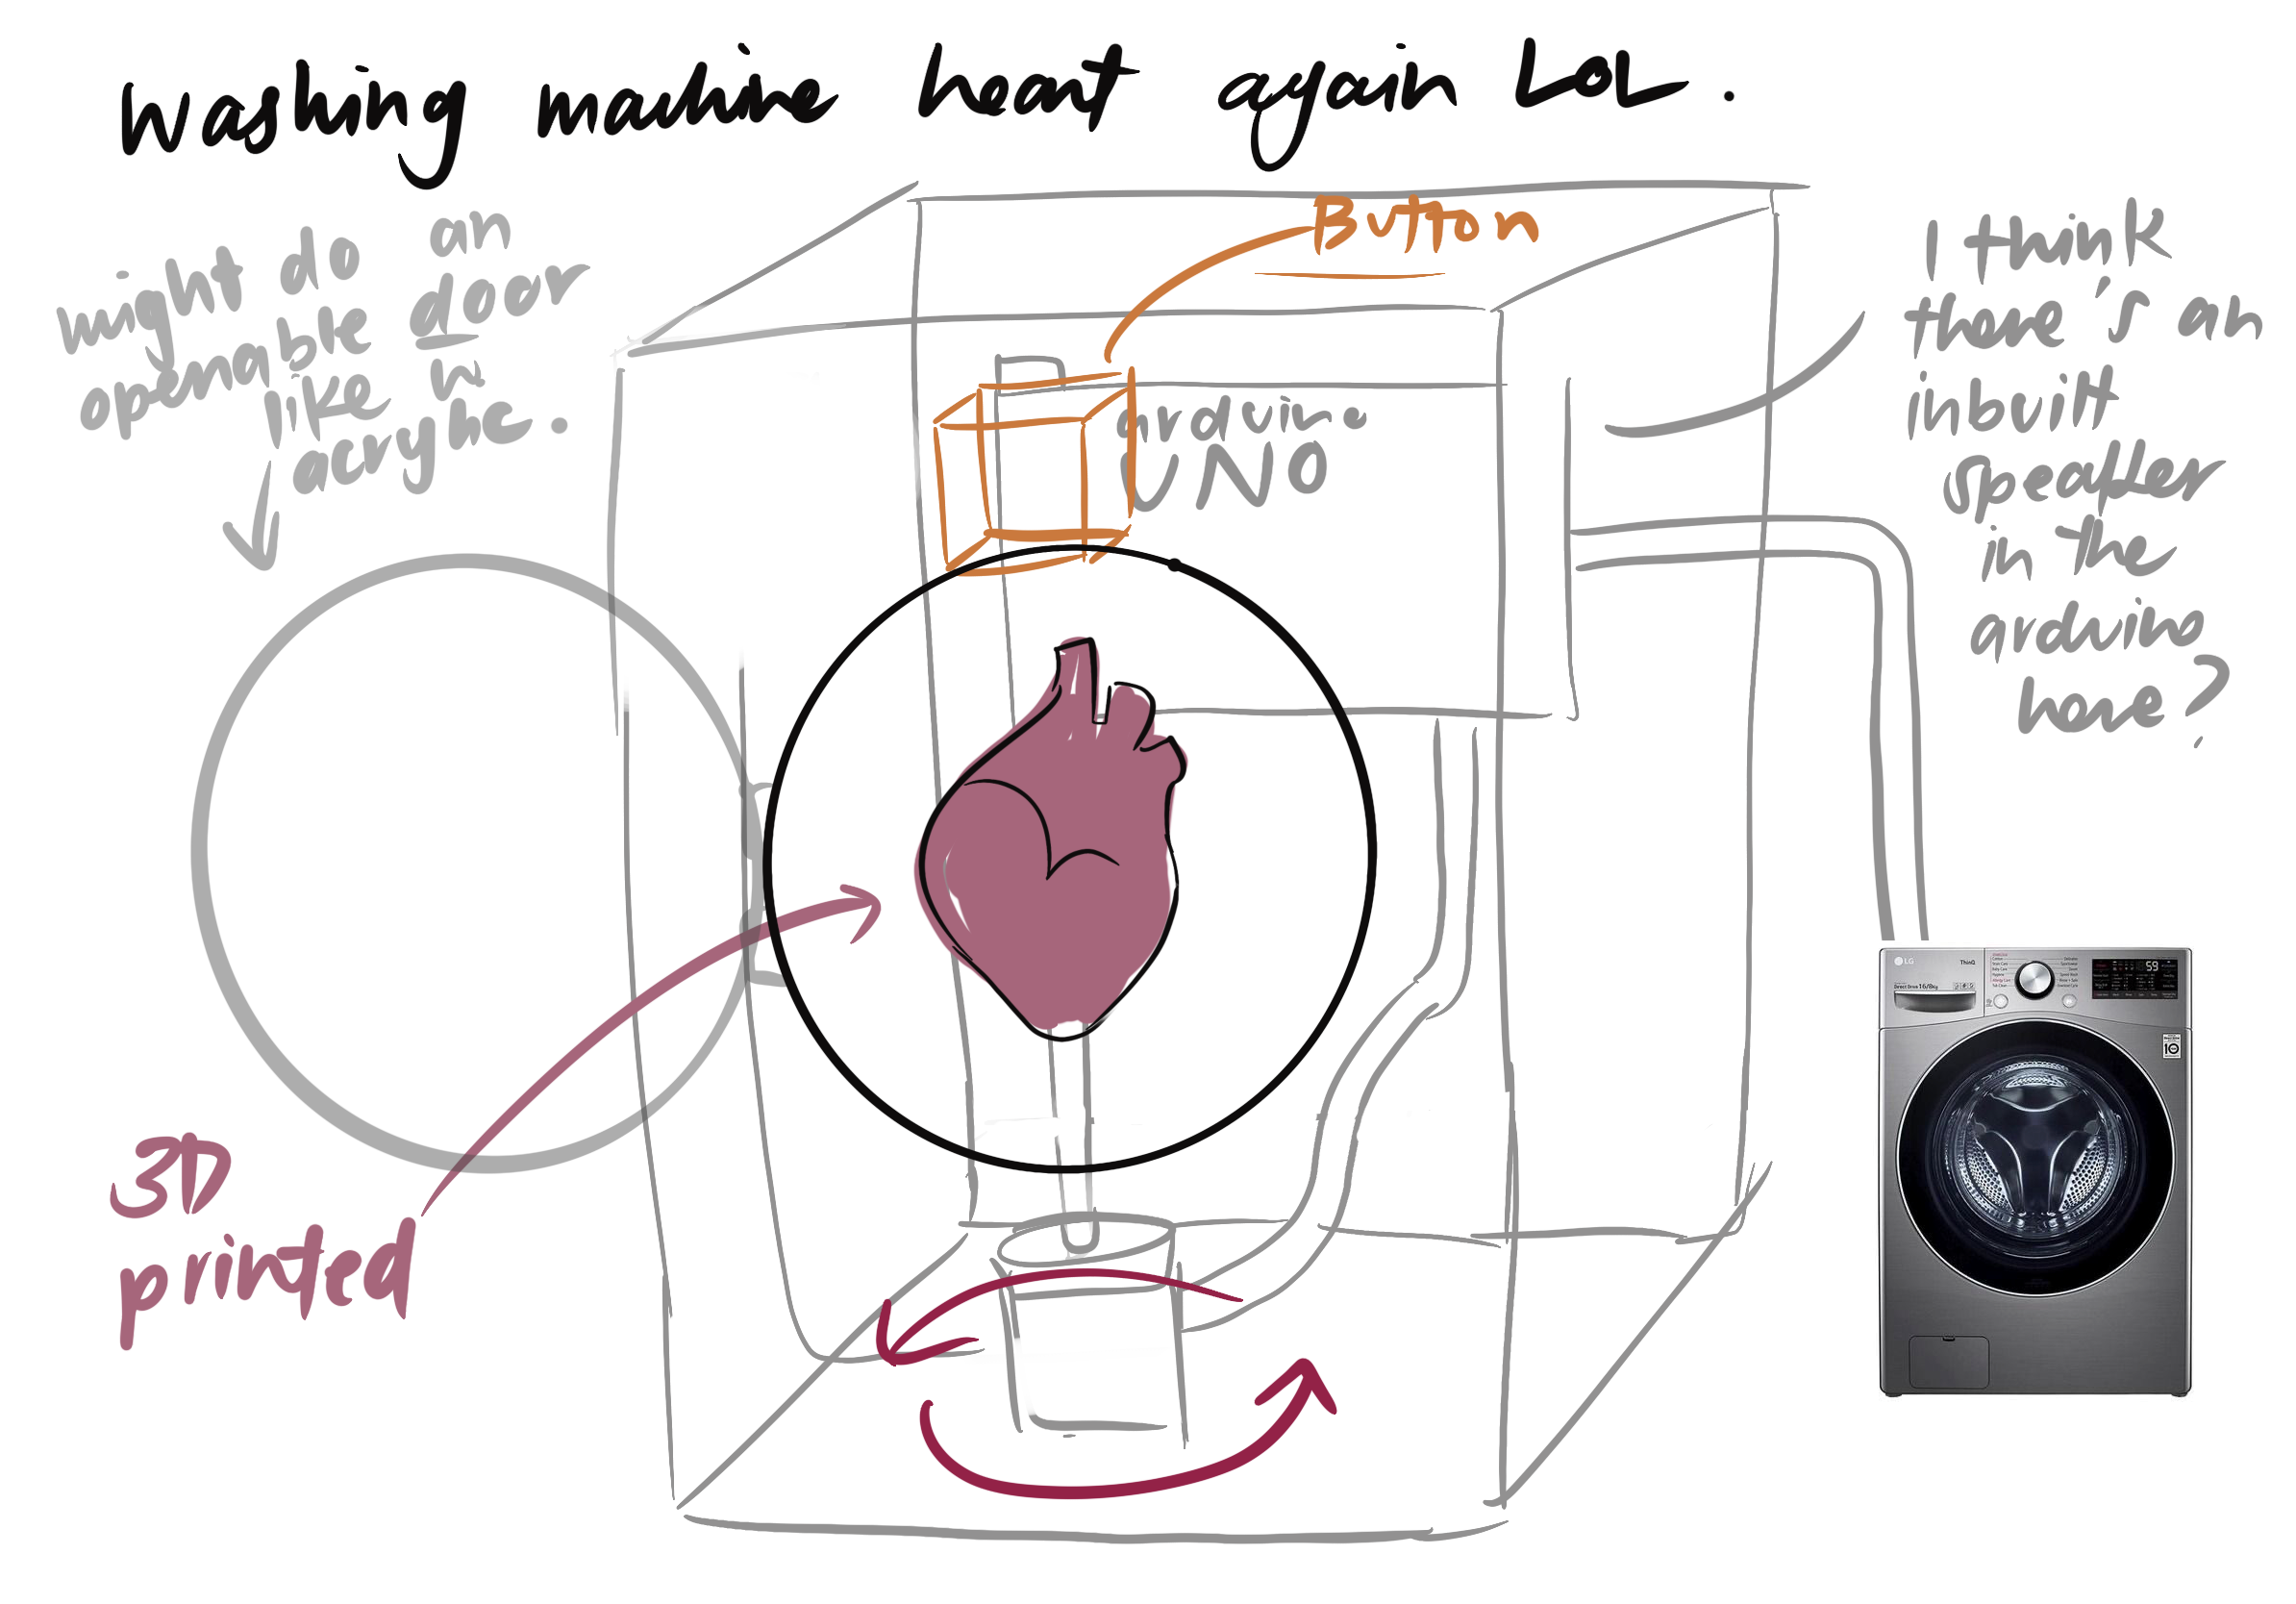 Washing machine heart again LOL.
might do an
openable door
like in
acrylic.
Button
arduino
UNO
I think
there's an
inbuilt
speaker
in the
arduino
here?
3D
printed
LG
ThinQ
59